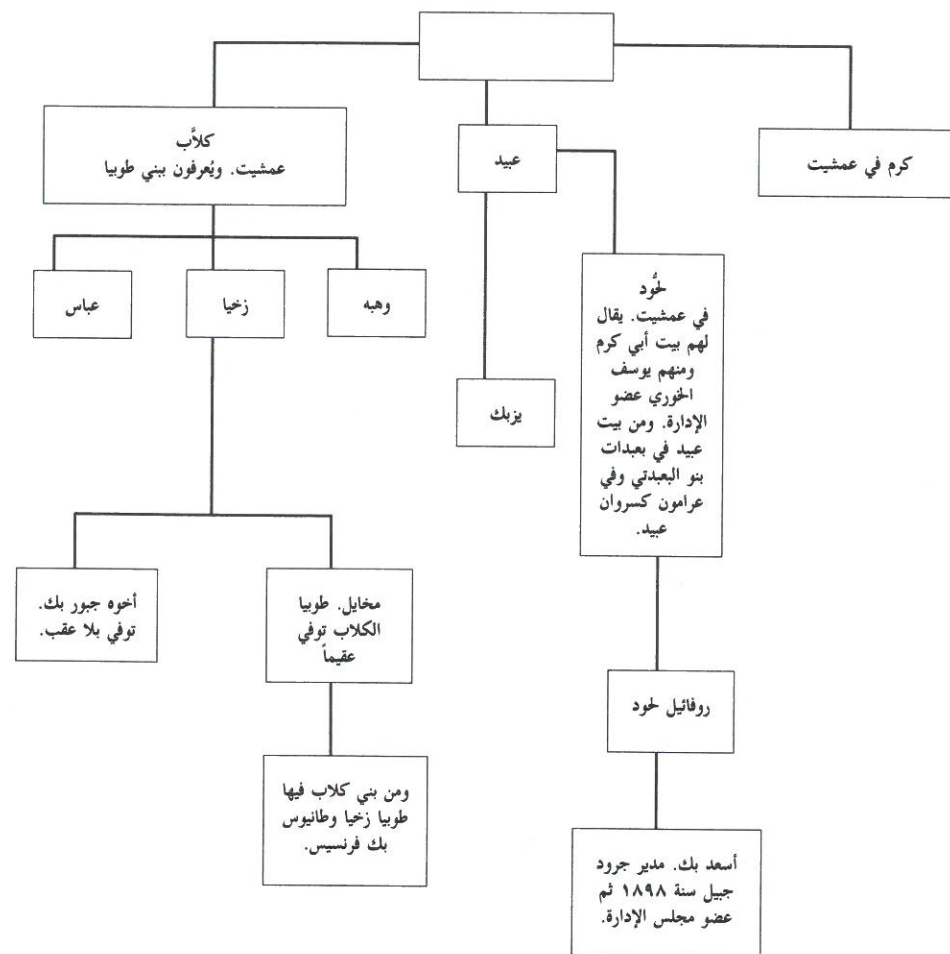 كرم في عمشيت
عبيد
كلاَّب
عمشيت. ويُعرفون ببني طوبيا
وهبه
زخيا
عباس
لحُّود
في عمشيت. يقال
لهم بيت أبي كرم
ومنهم يوسف
الخوري عضو
الإدارة. ومن بيت
عبيد في بعبدات
بنو البعبدتي وفي
عرامون كسروان
عبيد.
يزبك
مخايل. طوبيا
الكلاب توفي
عقيماً
أخوه جبور بك.
توفي بلا عقب.
روفائيل لحود
ومن بني كلاب فيها
طوبيا زخيا وطانيوس
بك فرنسيس.
أسعد بك. مدير جرود
جبيل سنة ١٨٩٨ ثم
عضو مجلس الإدارة.